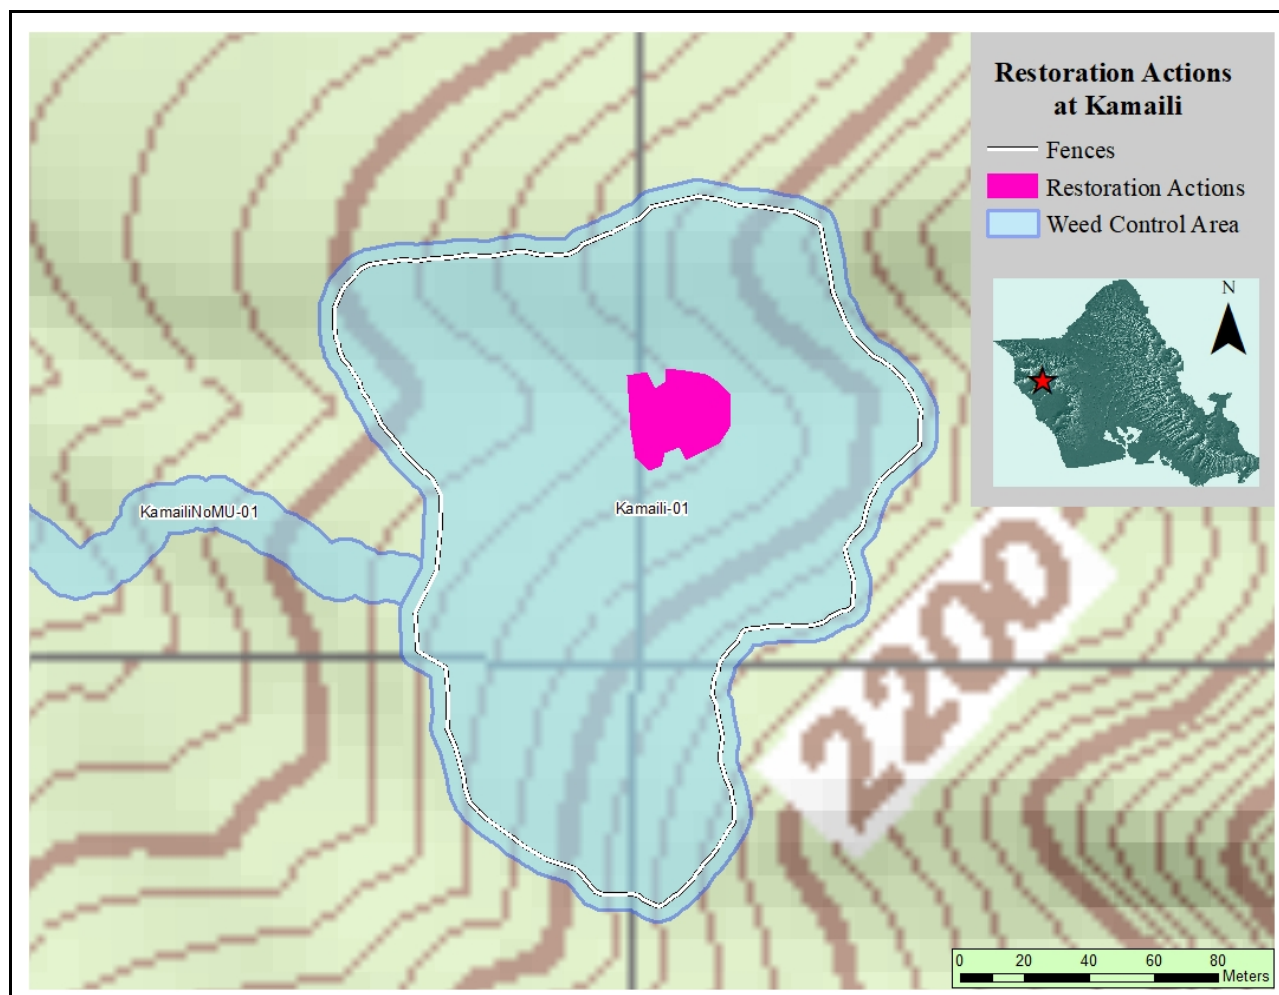 Restoration Actions
at Kamaili
Fences
Restoration Actions
Weed Control Area
N
KamailiNoMU-01
Kamaili-01
2200
0 20 40 60 80
Meters